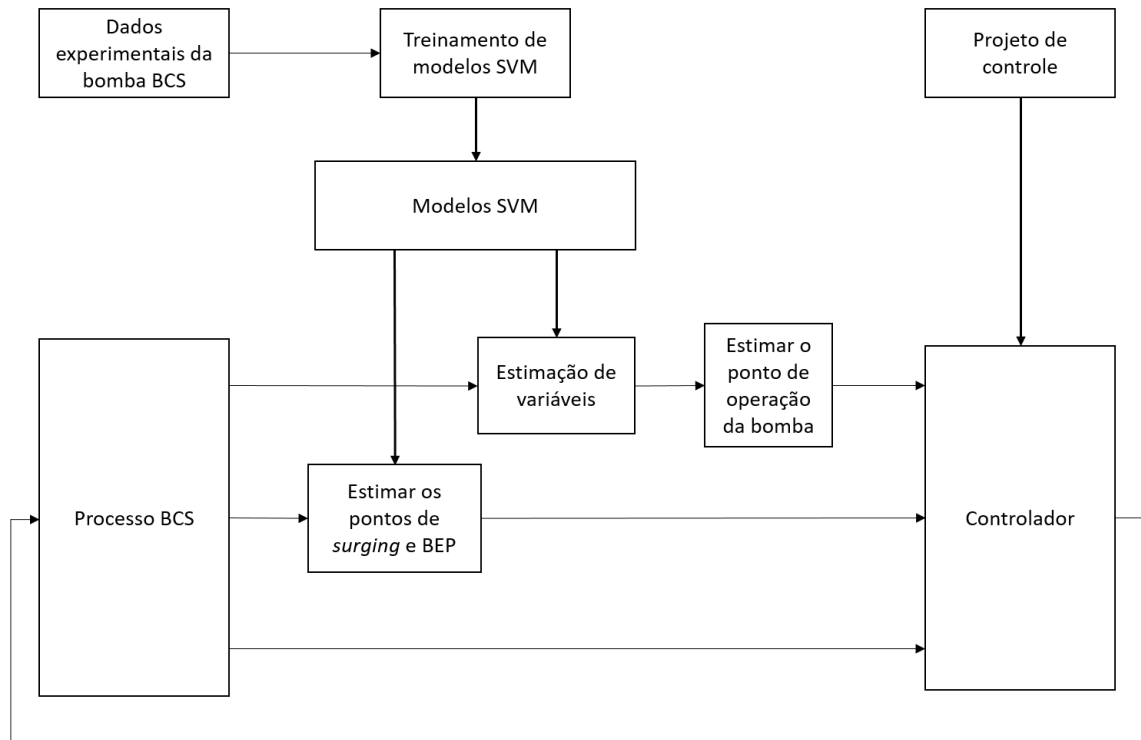 Dados
experimentais da
bomba BCS
Treinamento de
modelos SVM
Projeto de
controle
Modelos SVM
Estimação de
variáveis
Estimar o
ponto de
operação
da bomba
Processo BCS
Estimar os
pontos de
surging e BEP
Controlador